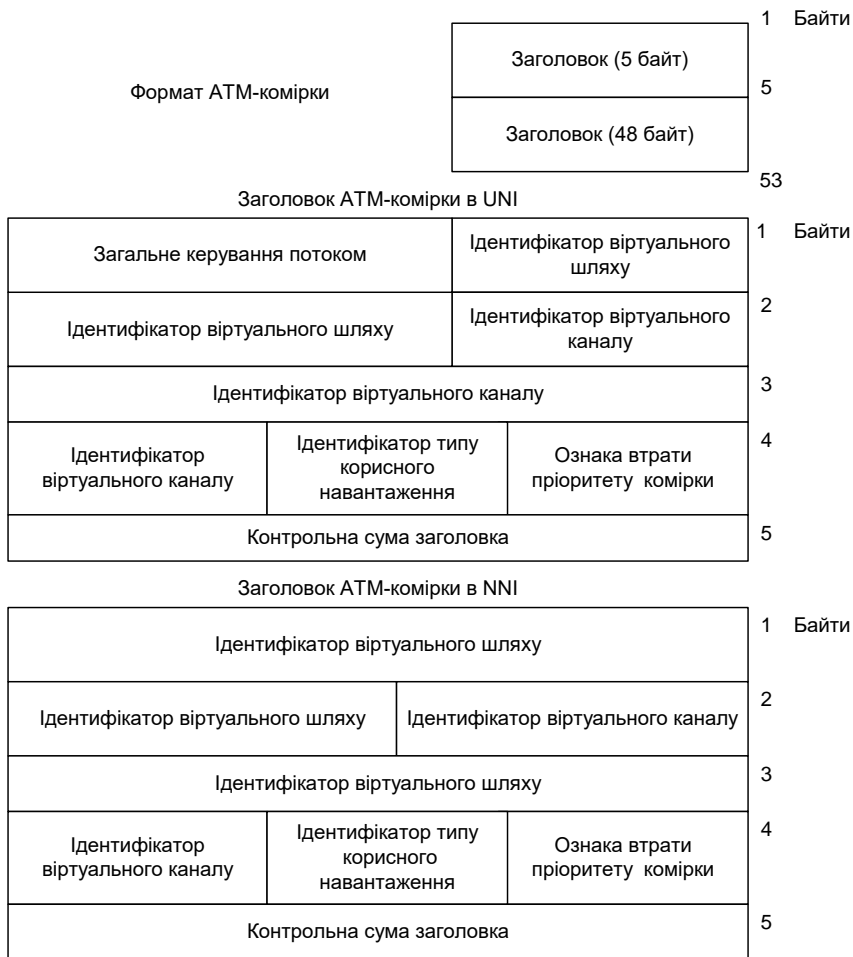 1 Байти
Заголовок (5 байт)
Формат АТМ-комірки
5
Заголовок (48 байт)
53
Заголовок АТМ-комірки в UNI
Загальне керування потоком
Ідентифікатор віртуального
шляху
1 Байти
Ідентифікатор віртуального шляху
Ідентифікатор віртуального
каналу
2
Ідентифікатор віртуального каналу
3
Ідентифікатор
віртуального каналу
Ідентифікатор типу
корисного
навантаження
Ознака втрати
пріоритету комірки
4
Контрольна сума заголовка
5
Заголовок АТМ-комірки в NNI
Ідентифікатор віртуального шляху
1 Байти
Ідентифікатор віртуального шляху
Ідентифікатор віртуального каналу
2
Ідентифікатор віртуального шляху
3
Ідентифікатор
віртуального каналу
Ідентифікатор типу
корисного
навантаження
Ознака втрати
пріоритету комірки
4
Контрольна сума заголовка
5